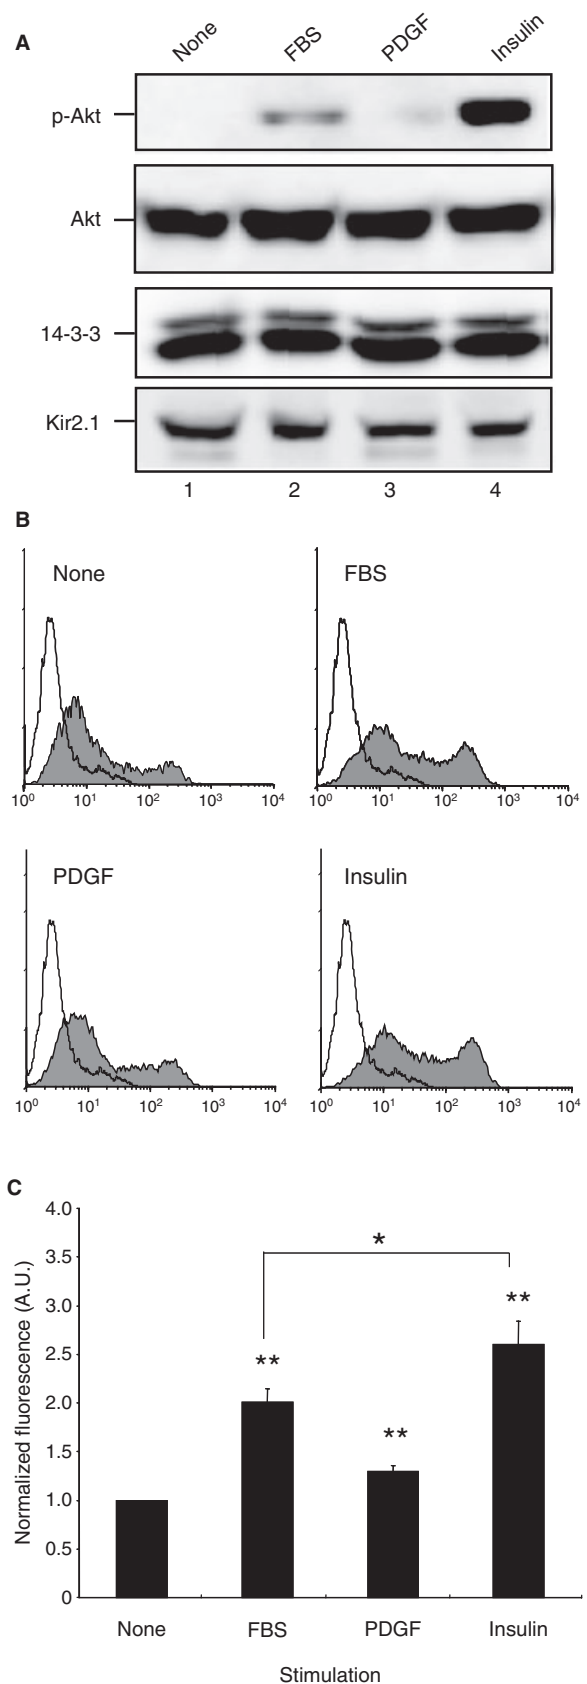 A
None FBS PDGF Insulin
p-Akt
Akt
14-3-3
Kir2.1
1 2 3 4
B
None FBS
10⁰ 10¹ 10² 10³ 10⁴ 10⁰ 10¹ 10² 10³ 10⁴
PDGF Insulin
10⁰ 10¹ 10² 10³ 10⁴ 10⁰ 10¹ 10² 10³ 10⁴
C
Normalized fluorescence (A.U.)
4.0
3.5
3.0
2.5
2.0
1.5
1.0
0.5
0
*
**
**
**
None FBS PDGF Insulin
Stimulation